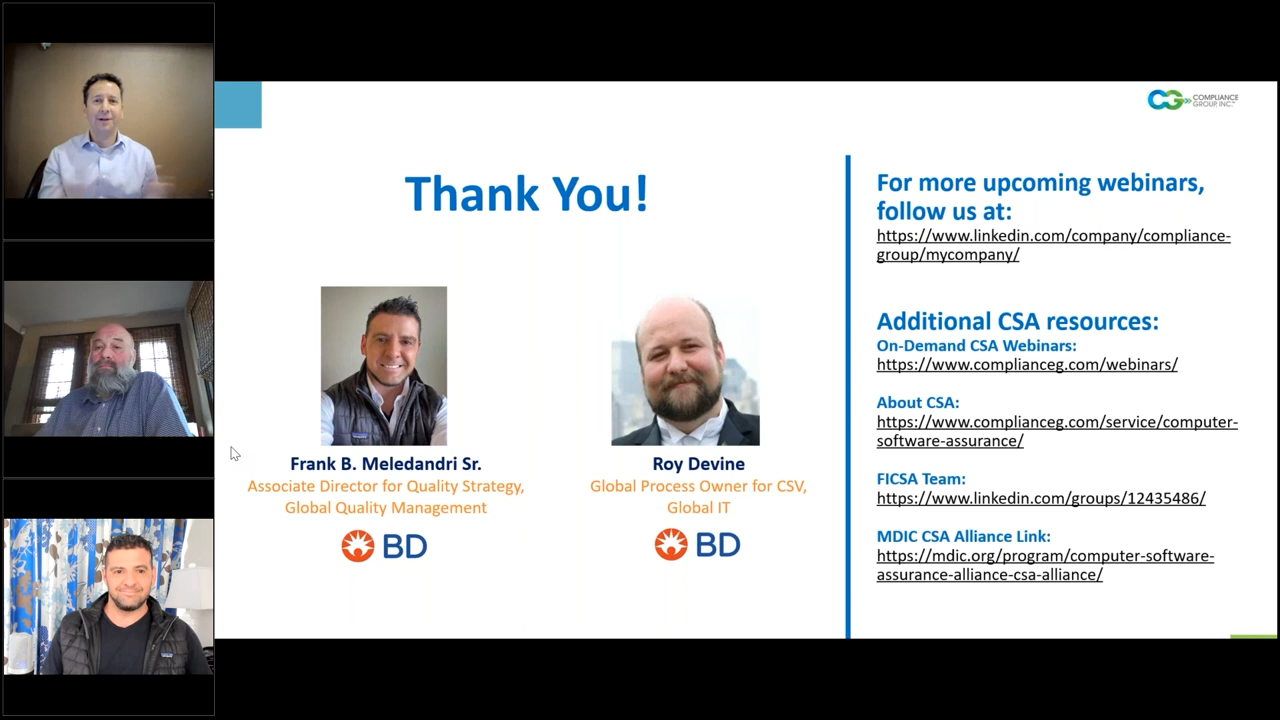 COMPLIANCE
GROUP, INC.™
Thank You!
Frank B. Meledandri Sr.
Associate Director for Quality Strategy,
Global Quality Management
BD
Roy Devine
Global Process Owner for CSV,
Global IT
BD
For more upcoming webinars,
follow us at:
https://www.linkedin.com/company/compliance-
group/mycompany/
Additional CSA resources:
On-Demand CSA Webinars:
https://www.complianceg.com/webinars/
About CSA:
https://www.complianceg.com/service/computer-
software-assurance/
FICSA Team:
https://www.linkedin.com/groups/12435486/
MDIC CSA Alliance Link:
https://mdic.org/program/computer-software-
assurance-alliance-csa-alliance/